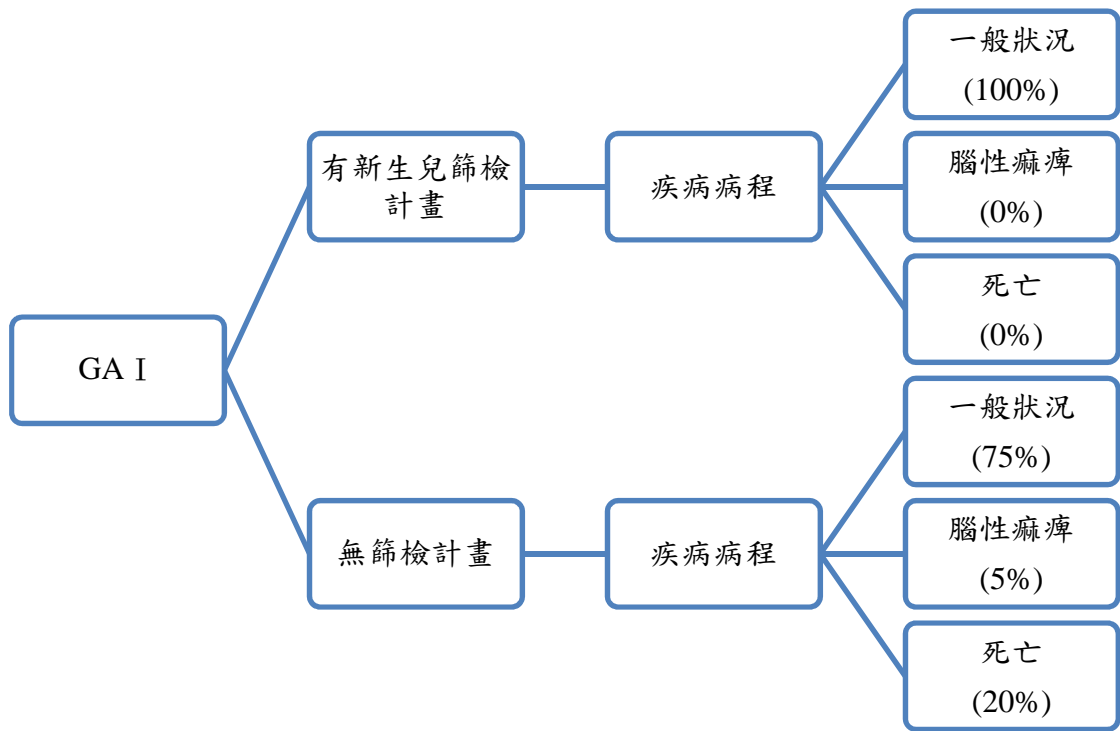 GA Ⅰ
有新生兒篩檢
計畫
疾病病程
一般狀況
(100%)
腦性痲痺
(0%)
死亡
(0%)
無篩檢計畫
疾病病程
一般狀況
(75%)
腦性痲痺
(5%)
死亡
(20%)